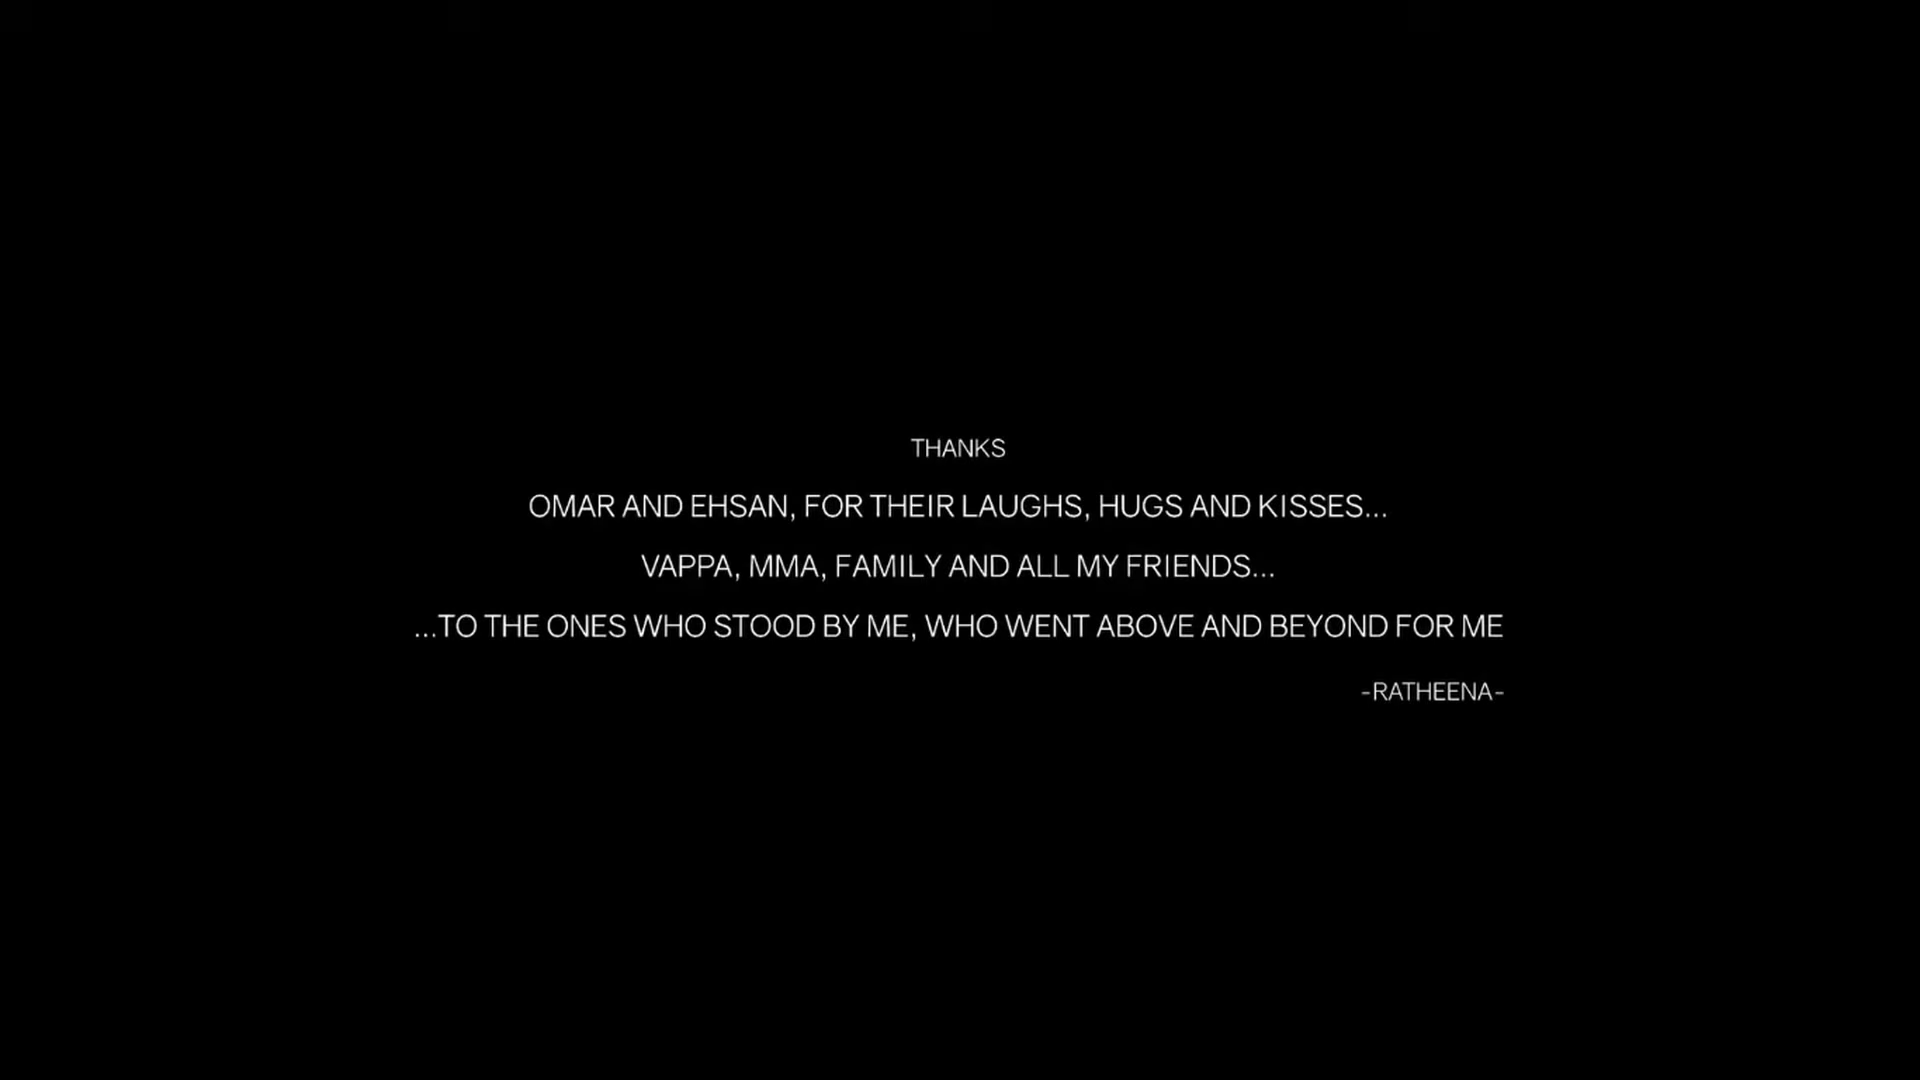 THANKS
OMAR AND EHSAN, FOR THEIR LAUGHS, HUGS AND KISSES...
VAPPA, MMA, FAMILY AND ALL MY FRIENDS...
...TO THE ONES WHO STOOD BY ME, WHO WENT ABOVE AND BEYOND FOR ME
-RATHEENA-